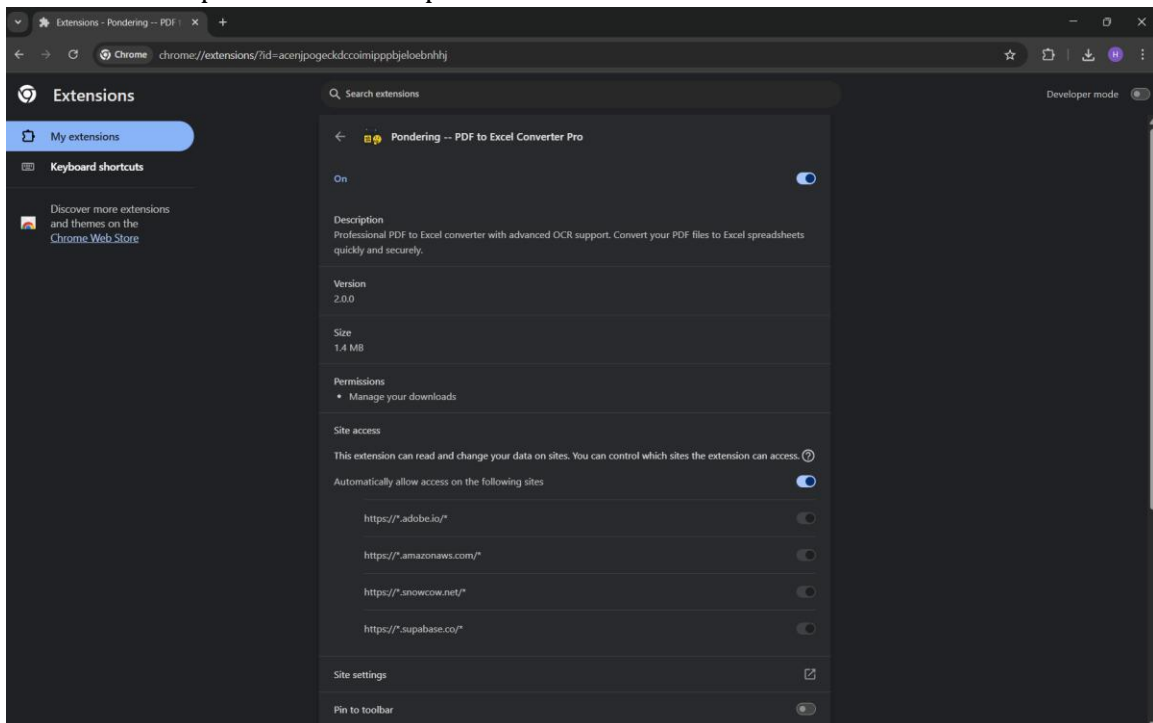 Extensions - Pondering -- PDF t
Chrome chrome://extensions/?id=acenjpogeckdccoimipppbjeloebnhhj
H
Extensions
Search extensions
Developer mode
My extensions
Keyboard shortcuts
Discover more extensions
and themes on the
Chrome Web Store
Pondering -- PDF to Excel Converter Pro
On
Description
Professional PDF to Excel converter with advanced OCR support. Convert your PDF files to Excel spreadsheets
quickly and securely.
Version
2.0.0
Size
1.4 MB
Permissions
• Manage your downloads
Site access
This extension can read and change your data on sites. You can control which sites the extension can access.
Automatically allow access on the following sites
https://*.adobe.io/*
https://*.amazonaws.com/*
https://*.snowcow.net/*
https://*.supabase.co/*
Site settings
Pin to toolbar